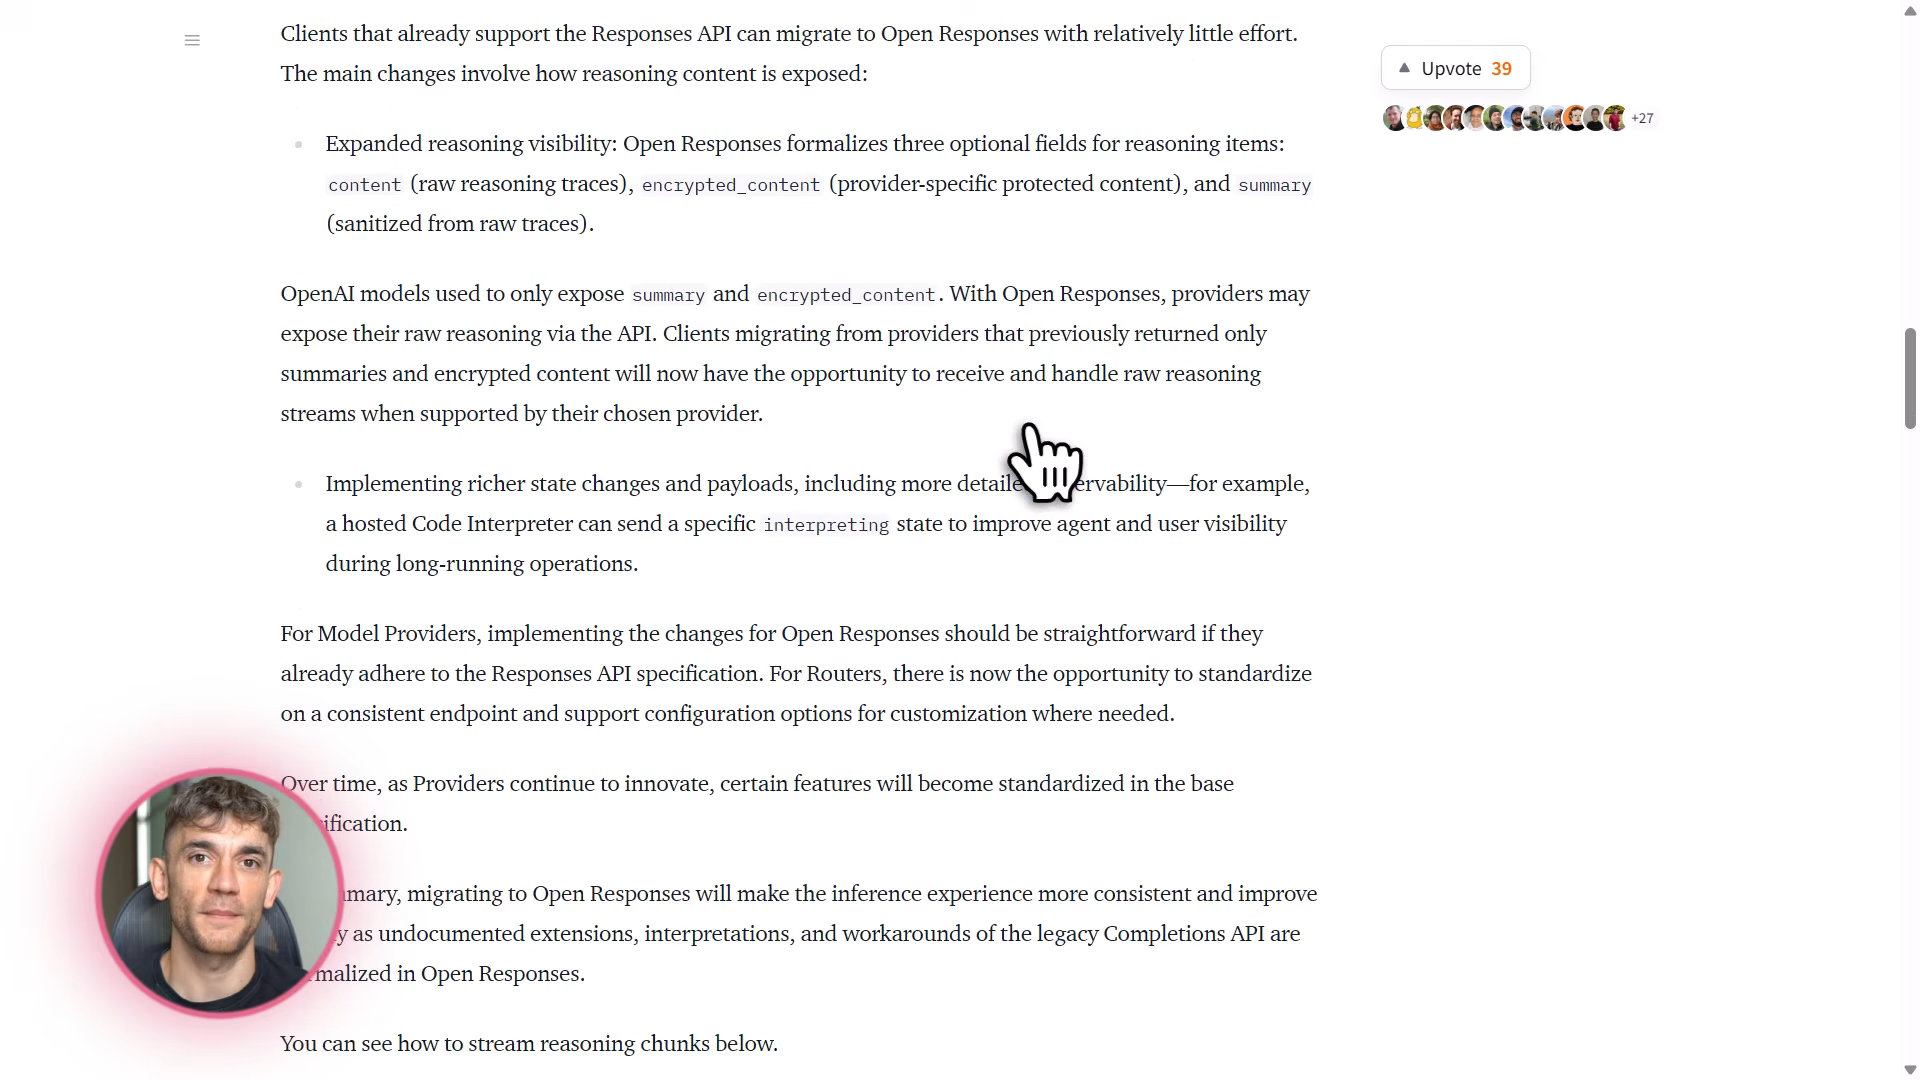 Clients that already support the Responses API can migrate to Open Responses with relatively little effort.
The main changes involve how reasoning content is exposed:
Upvote 39
+27
Expanded reasoning visibility: Open Responses formalizes three optional fields for reasoning items:
content (raw reasoning traces), encrypted_content (provider-specific protected content), and summary
(sanitized from raw traces).
OpenAI models used to only expose summary and encrypted_content. With Open Responses, providers may
expose their raw reasoning via the API. Clients migrating from providers that previously returned only
summaries and encrypted content will now have the opportunity to receive and handle raw reasoning
streams when supported by their chosen provider.
Implementing richer state changes and payloads, including more detaile ervability—for example,
a hosted Code Interpreter can send a specific interpreting state to improve agent and user visibility
during long-running operations.
For Model Providers, implementing the changes for Open Responses should be straightforward if they
already adhere to the Responses API specification. For Routers, there is now the opportunity to standardize
on a consistent endpoint and support configuration options for customization where needed.
Over time, as Providers continue to innovate, certain features will become standardized in the base
ification.
mary, migrating to Open Responses will make the inference experience more consistent and improve
y as undocumented extensions, interpretations, and workarounds of the legacy Completions API are
malized in Open Responses.
You can see how to stream reasoning chunks below.